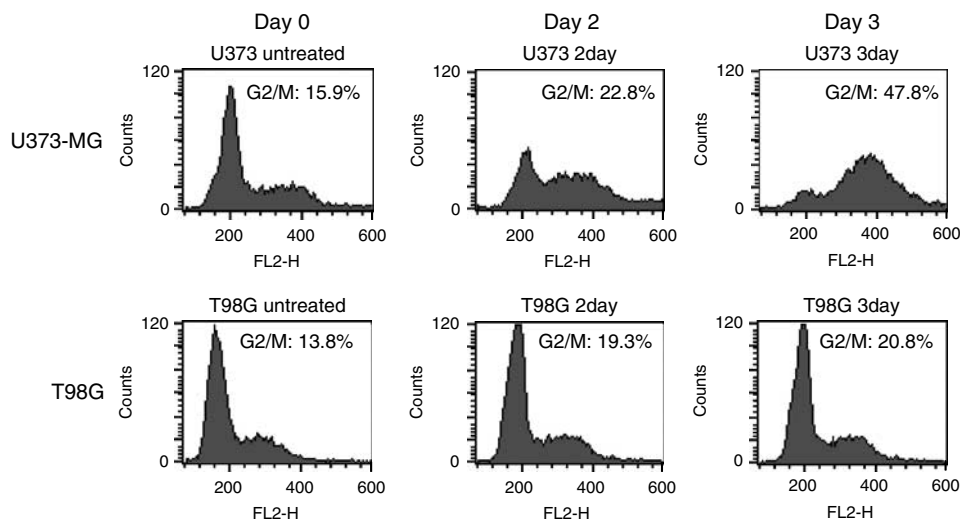 Day 0
Day 2
Day 3
U373 untreated
U373 2day
U373 3day
U373-MG
Counts
120
0
G2/M: 15.9%
200
400
600
FL2-H
Counts
120
0
G2/M: 22.8%
200
400
600
FL2-H
Counts
120
0
G2/M: 47.8%
200
400
600
FL2-H
T98G untreated
T98G 2day
T98G 3day
T98G
Counts
120
0
G2/M: 13.8%
200
400
600
FL2-H
Counts
120
0
G2/M: 19.3%
200
400
600
FL2-H
Counts
120
0
G2/M: 20.8%
200
400
600
FL2-H